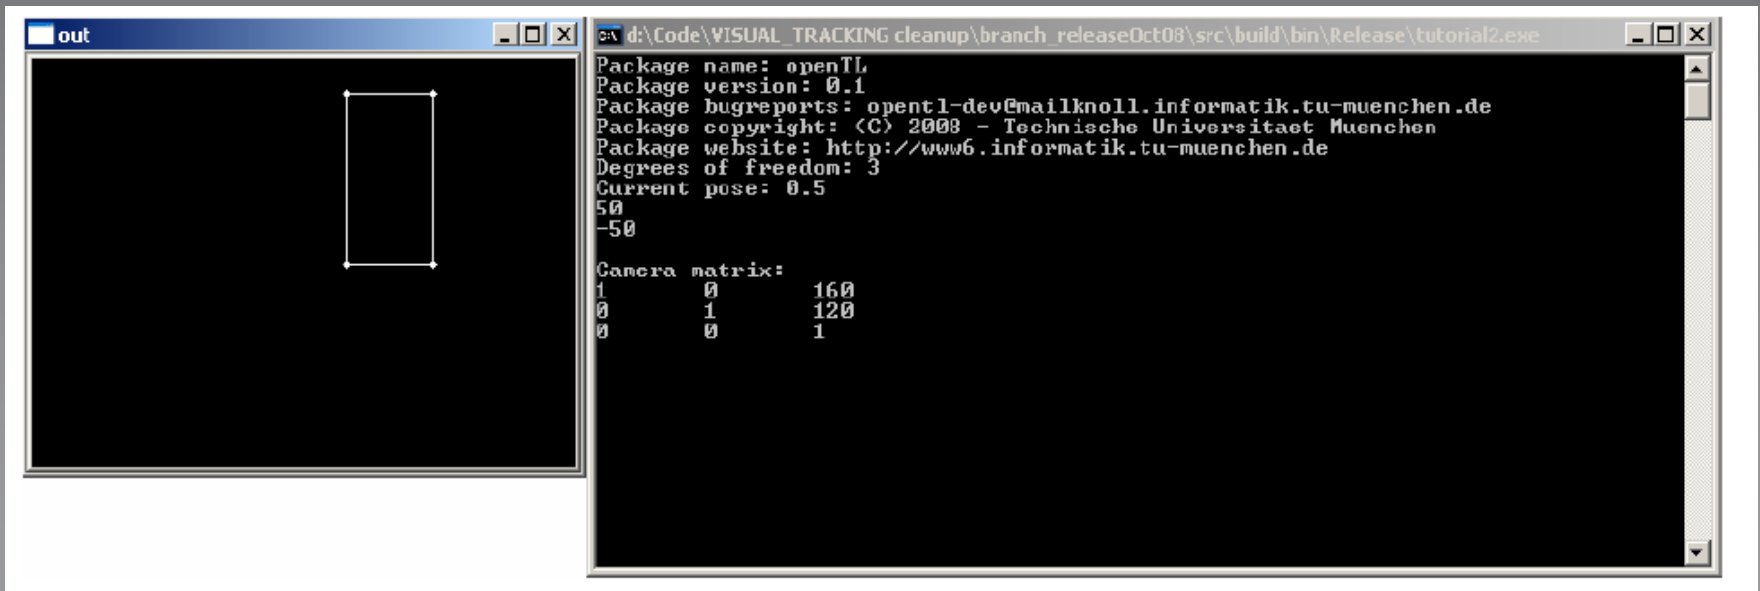 out
d:\Code\VISUAL_TRACKING cleanup\branch_releaseOct08\src\build\bin\Release\tutorial2.exe
Package name: openTL
Package version: 0.1
Package bugreports: opentl-dev@mailknoll.informatik.tu-muenchen.de
Package copyright: (C) 2008 - Technische Universitaet Muenchen
Package website: http://www6.informatik.tu-muenchen.de
Degrees of freedom: 3
Current pose: 0.5
50
-50
Camera matrix:
1 0 160
0 1 120
0 0 1